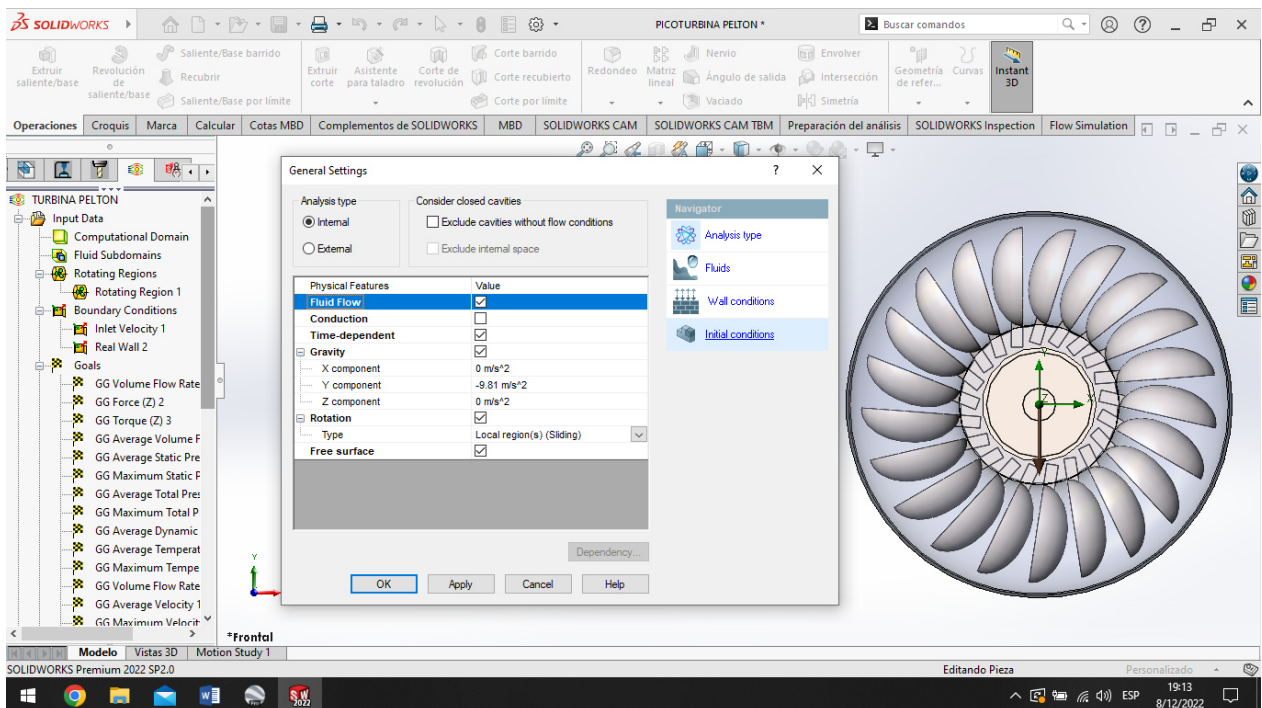 SOLIDWORKS
PICOTURBINA PELTON *
Buscar comandos
Extruir saliente/base
Revolución de saliente/base
Saliente/Base barrido
Recubrir
Saliente/Base por límite
Extruir corte
Asistente para taladro
Corte de revolución
Corte barrido
Corte recubierto
Corte por límite
Redondeo
Matriz lineal
Nervio
Ángulo de salida
Vaciado
Envolver
Intersección
Simetría
Geometría de refer...
Curvas
Instant 3D
Operaciones Croquis Marca Calcular Cotas MBD Complementos de SOLIDWORKS MBD SOLIDWORKS CAM SOLIDWORKS CAM TBM Preparación del análisis SOLIDWORKS Inspection Flow Simulation
TURBINA PELTON
Input Data
Computational Domain
Fluid Subdomains
Rotating Regions
Rotating Region 1
Boundary Conditions
Inlet Velocity 1
Real Wall 2
Goals
GG Volume Flow Rate
GG Force (Z) 2
GG Torque (Z) 3
GG Average Volume F
GG Average Static Pre
GG Maximum Static P
GG Average Total Pres
GG Maximum Total P
GG Average Dynamic
GG Average Temperat
GG Maximum Tempe
GG Volume Flow Rate
GG Average Velocity 1
GG Maximum Velocit
General Settings
?
Analysis type
Internal
External
Consider closed cavities
Exclude cavities without flow conditions
Exclude internal space
Physical Features Value
Fluid Flow
Conduction
Time-dependent
Gravity
X component 0 m/s^2
Y component -9.81 m/s^2
Z component 0 m/s^2
Rotation
Type Local region(s) (Sliding)
Free surface
Dependency...
OK Apply Cancel Help
Navigator
Analysis type
Fluids
Wall conditions
Initial conditions
Y
X
Z
Y
*Frontal
Modelo Vistas 3D Motion Study 1
SOLIDWORKS Premium 2022 SP2.0
Editando Pieza
Personalizado
ESP
19:13
8/12/2022